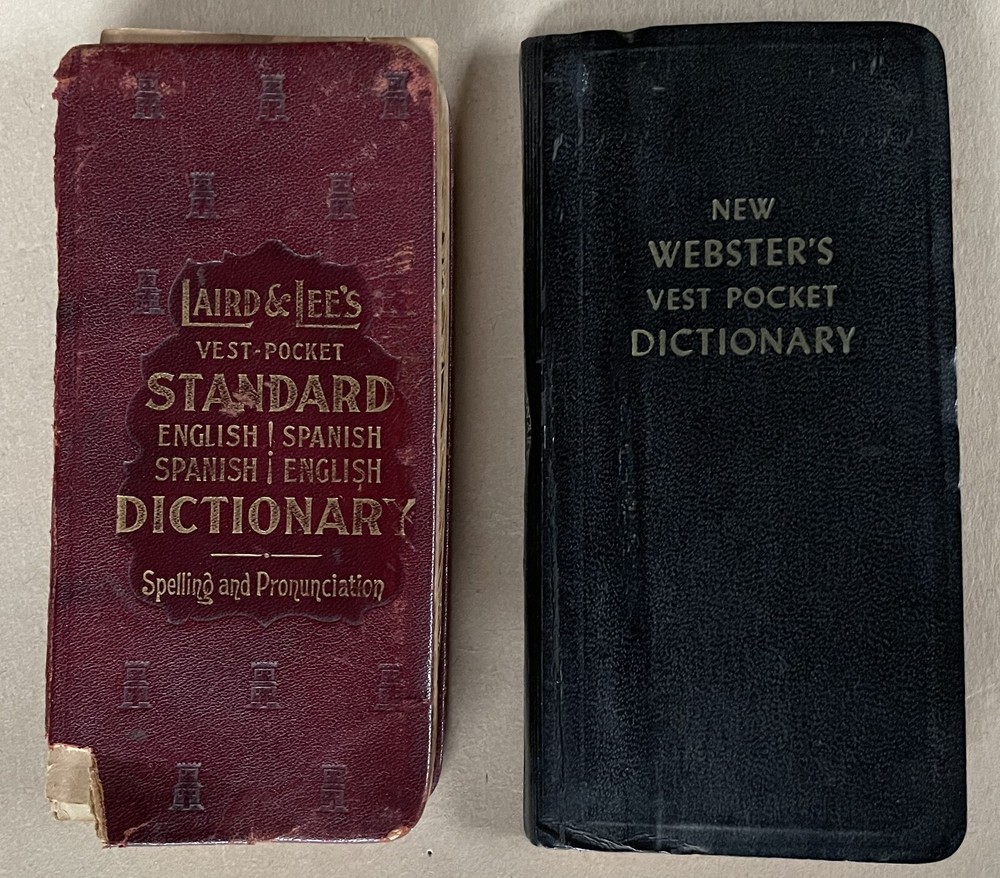 LAIRD & LEE'S
VEST-POCKET
STANDARD
ENGLISH ¦ SPANISH
SPANISH ¦ ENGLISH
DICTIONARY
Spelling and Pronunciation
NEW
WEBSTER'S
VEST POCKET
DICTIONARY